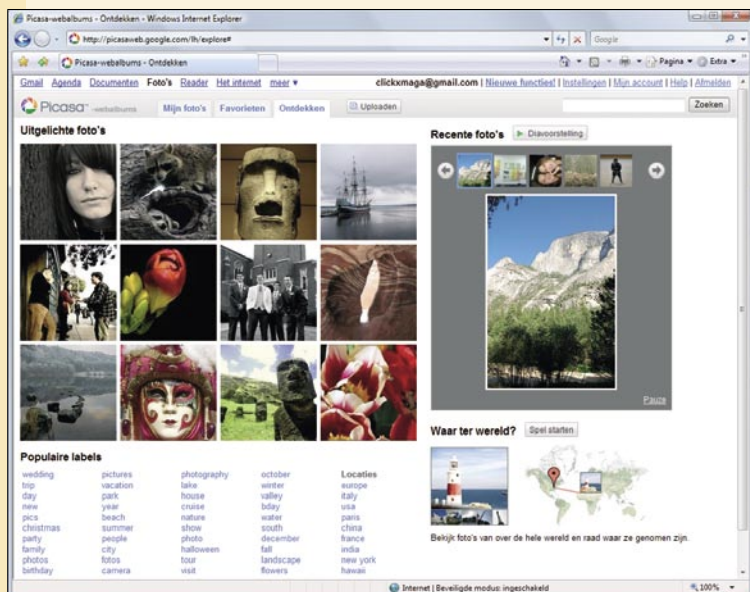 Picasa-webalbums - Ontdekken - Windows Internet Explorer
http://picasaweb.google.com/lh/explore#
Google
Picasa-webalbums - Ontdekken
Pagina
Extra
Gmail Agenda Documenten Foto's Reader Het internet meer ▼
clickxmaga@gmail.com | Nieuwe functies! | Instellingen | Mijn account | Help | Afmelden
Picasa™ -webalbums
Mijn foto's Favorieten Ontdekken Uploaden
Zoeken
Uitgelichte foto's
Recente foto's
Diavoorstelling
Pauze
Waar ter wereld?
Spel starten
Bekijk foto's van over de hele wereld en raad waar ze genomen zijn.
Populaire labels
wedding pictures photography october Locaties
trip vacation lake winter europe
day park house valley italy
new year cruise bday usa
pics beach nature water paris
christmas summer show south china
party people photo december france
family city halloween fall india
photos fotos tour landscape new york
birthday camera visit flowers hawaii
Internet | Beveiligde modus: ingeschakeld
100%